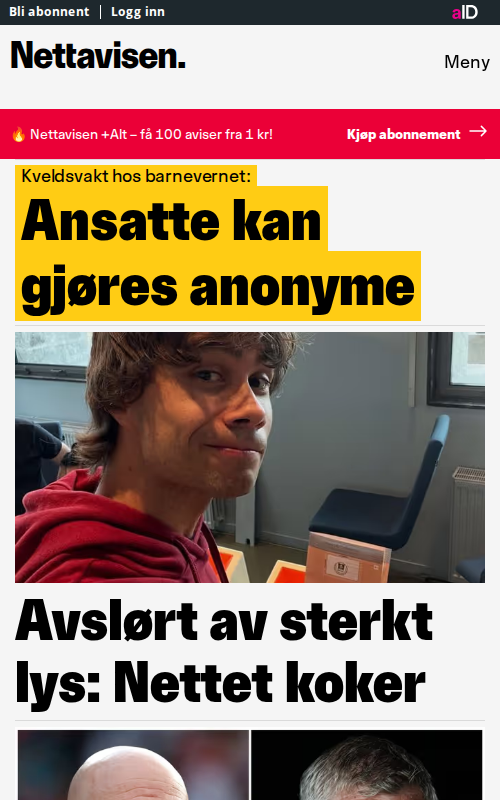 Bli abonnent Logg inn aID
Nettavisen.
Meny
🔥 Nettavisen +Alt – få 100 aviser fra 1 kr! Kjøp abonnement →
Kveldsvakt hos barnevernet:
Ansatte kan
gjøres anonyme
Avslørt av sterkt
lys: Nettet koker